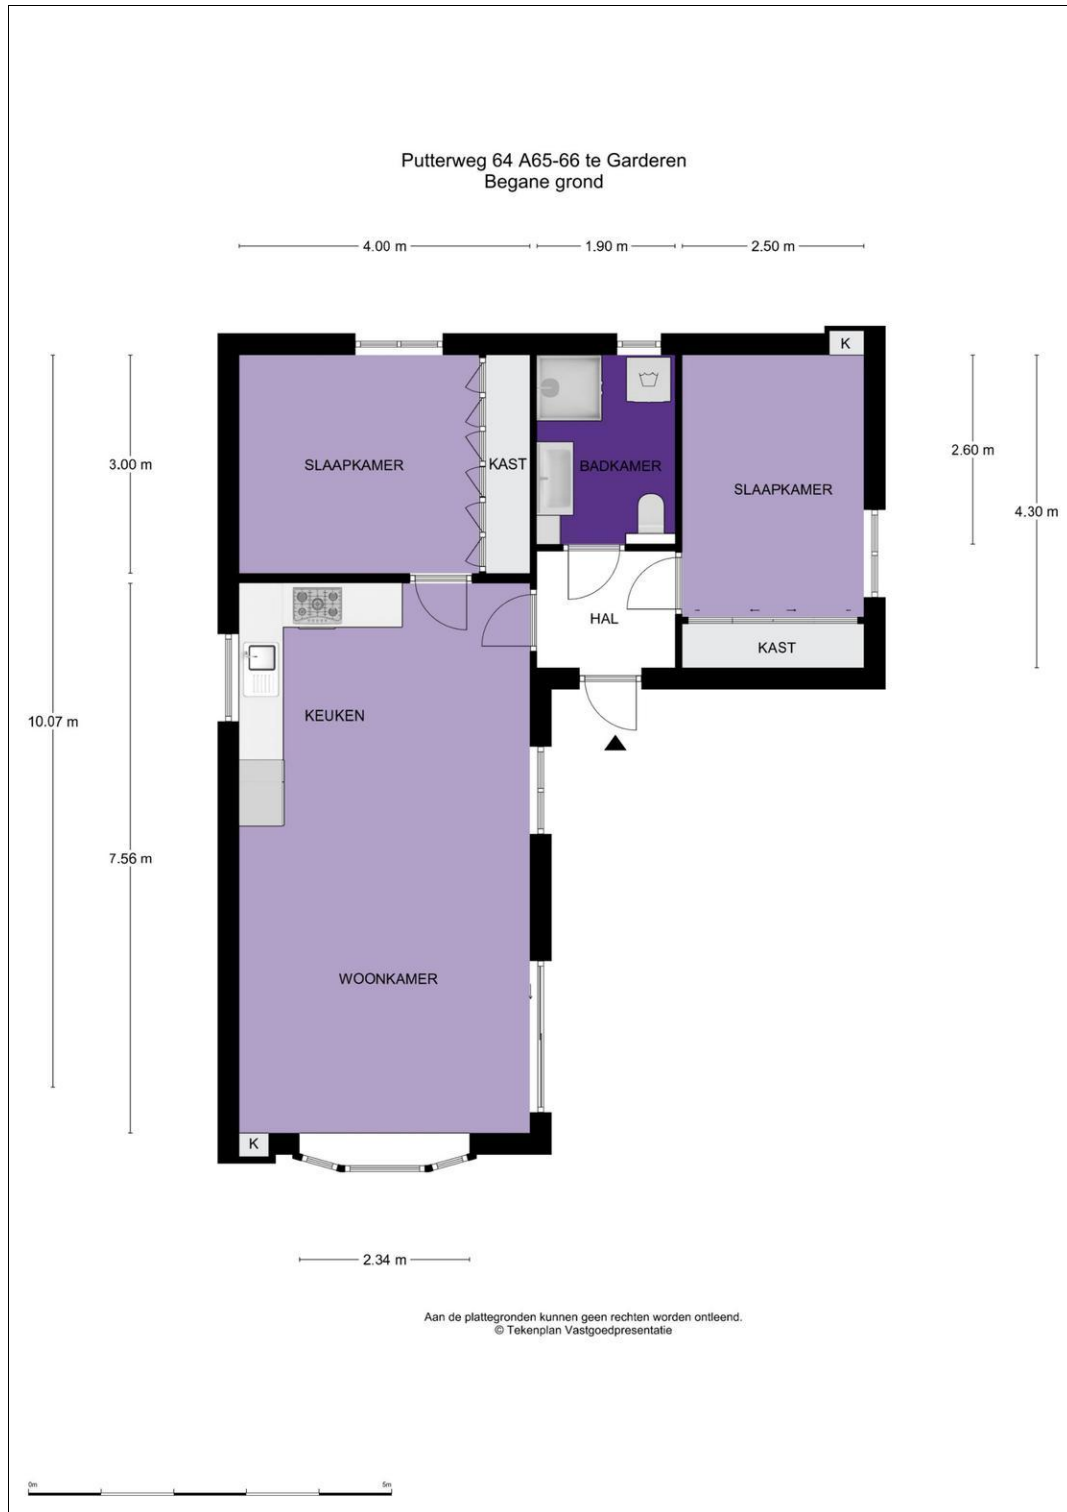 Putterweg 64 A65-66 te Garderen
Begane grond
4.00 m
1.90 m
2.50 m
K
3.00 m
SLAAPKAMER
KAST
BADKAMER
SLAAPKAMER
2.60 m
4.30 m
HAL
KAST
KEUKEN
10.07 m
7.56 m
WOONKAMER
K
2.34 m
Aan de plattegronden kunnen geen rechten worden ontleend.
© Tekenplan Vastgoedpresentatie
0m
5m